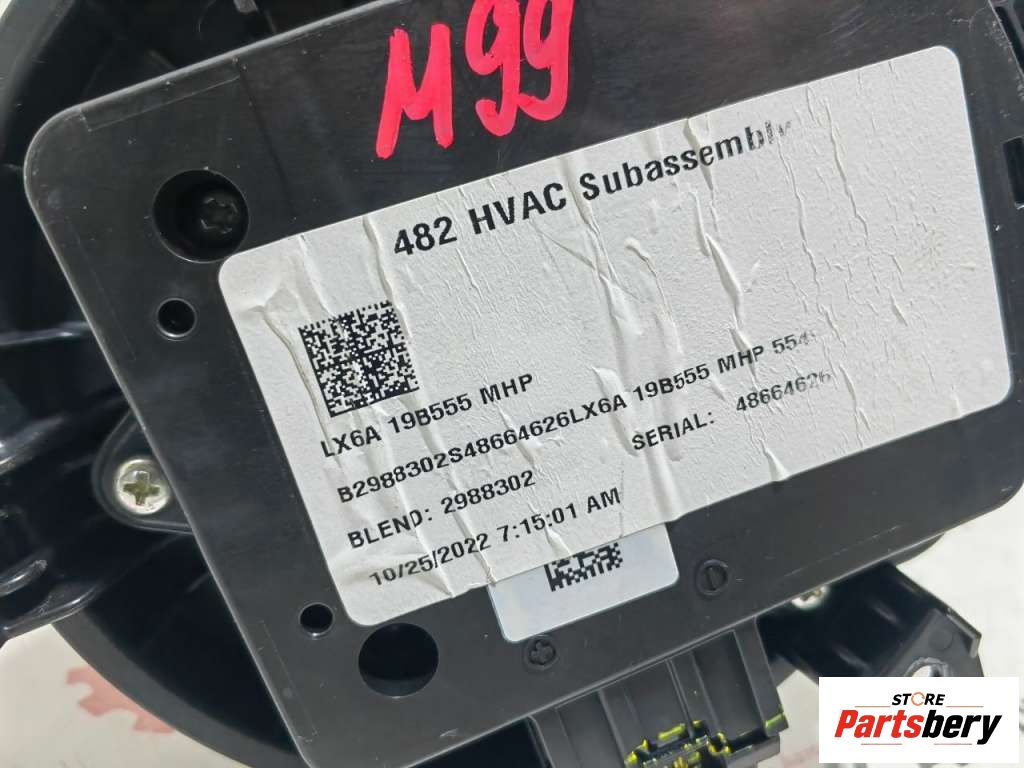 M99
482 HVAC Subassembly
LX6A 19B555 MHP
B2988302S48664626LX6A 19B555 MHP
BLEND: 2988302 SERIAL: 48664626
10/25/2022 7:15:01 AM
STORE
Partsbery